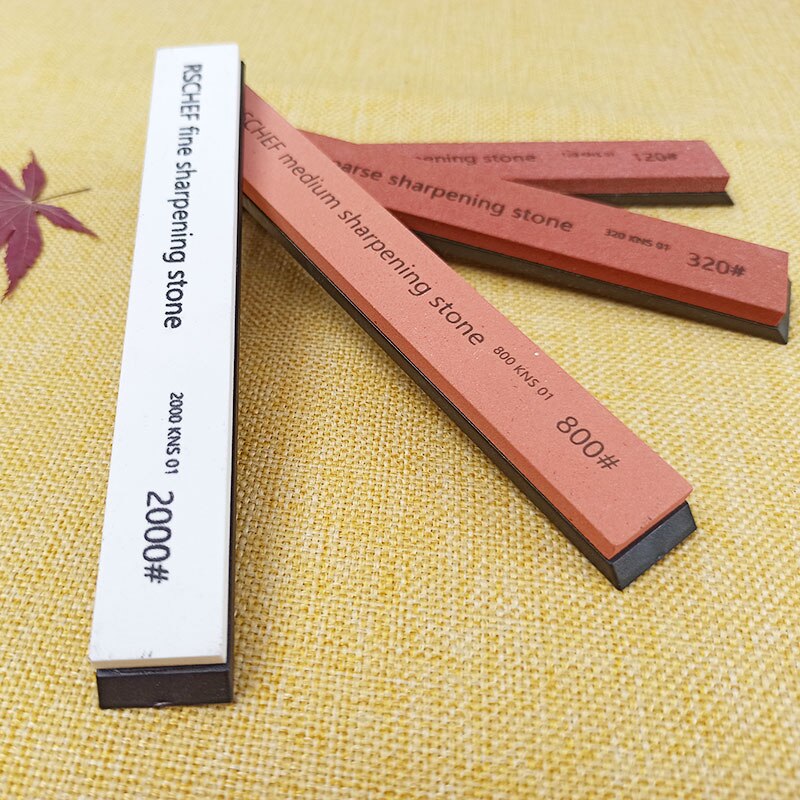 RSCHEF fine sharpening stone 2000 KNS 01 2000#
SCHEF medium sharpening stone 800 KNS 01 800#
arse sharpening stone 320 KNS 01 320#
ening stone 120#